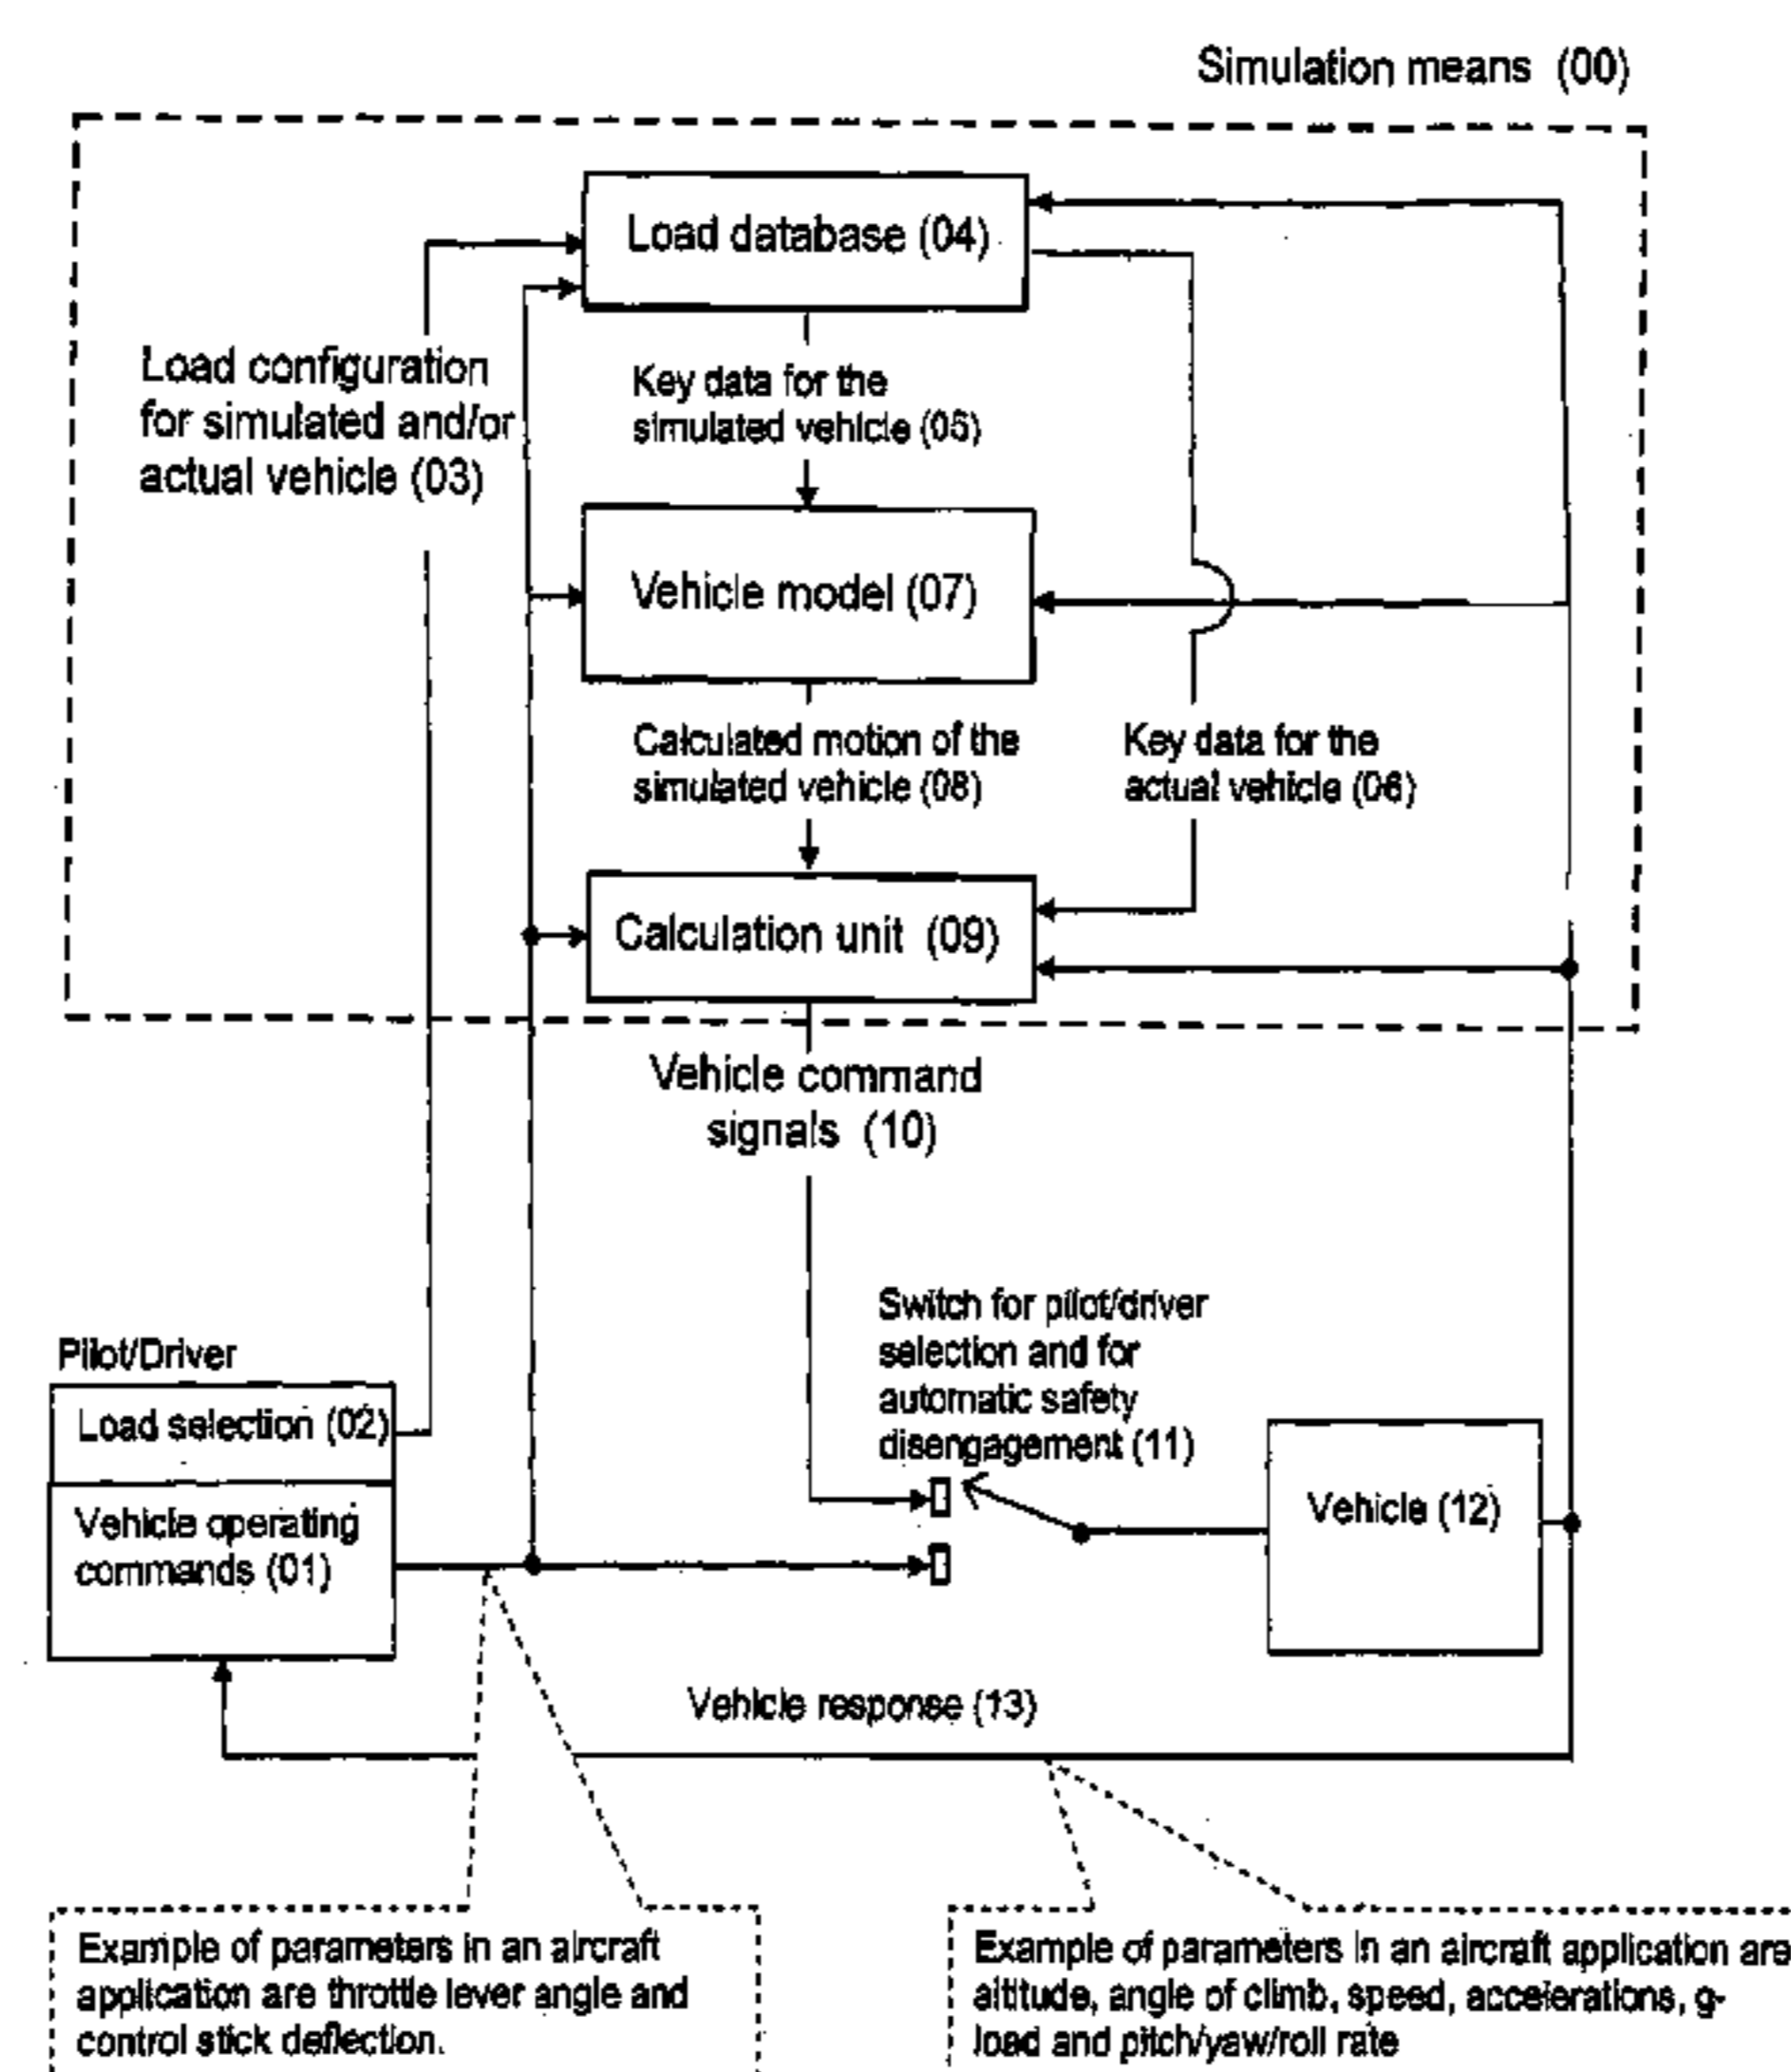 Simulation means (00)
Load database (04)
Load configuration
for simulated and/or
actual vehicle (03)
Key data for the
simulated vehicle (05)
Vehicle model (07)
Calculated motion of the
simulated vehicle (08)
Key data for the
actual vehicle (06)
Calculation unit (09)
Vehicle command
signals (10)
Switch for pilot/driver
selection and for
automatic safety
disengagement (11)
Pilot/Driver
Load selection (02)
Vehicle operating
commands (01)
Vehicle (12)
Vehicle response (13)
Example of parameters in an aircraft
application are throttle lever angle and
control stick deflection.
Example of parameters in an aircraft application are
altitude, angle of climb, speed, accelerations, g-
load and pitch/yaw/roll rate